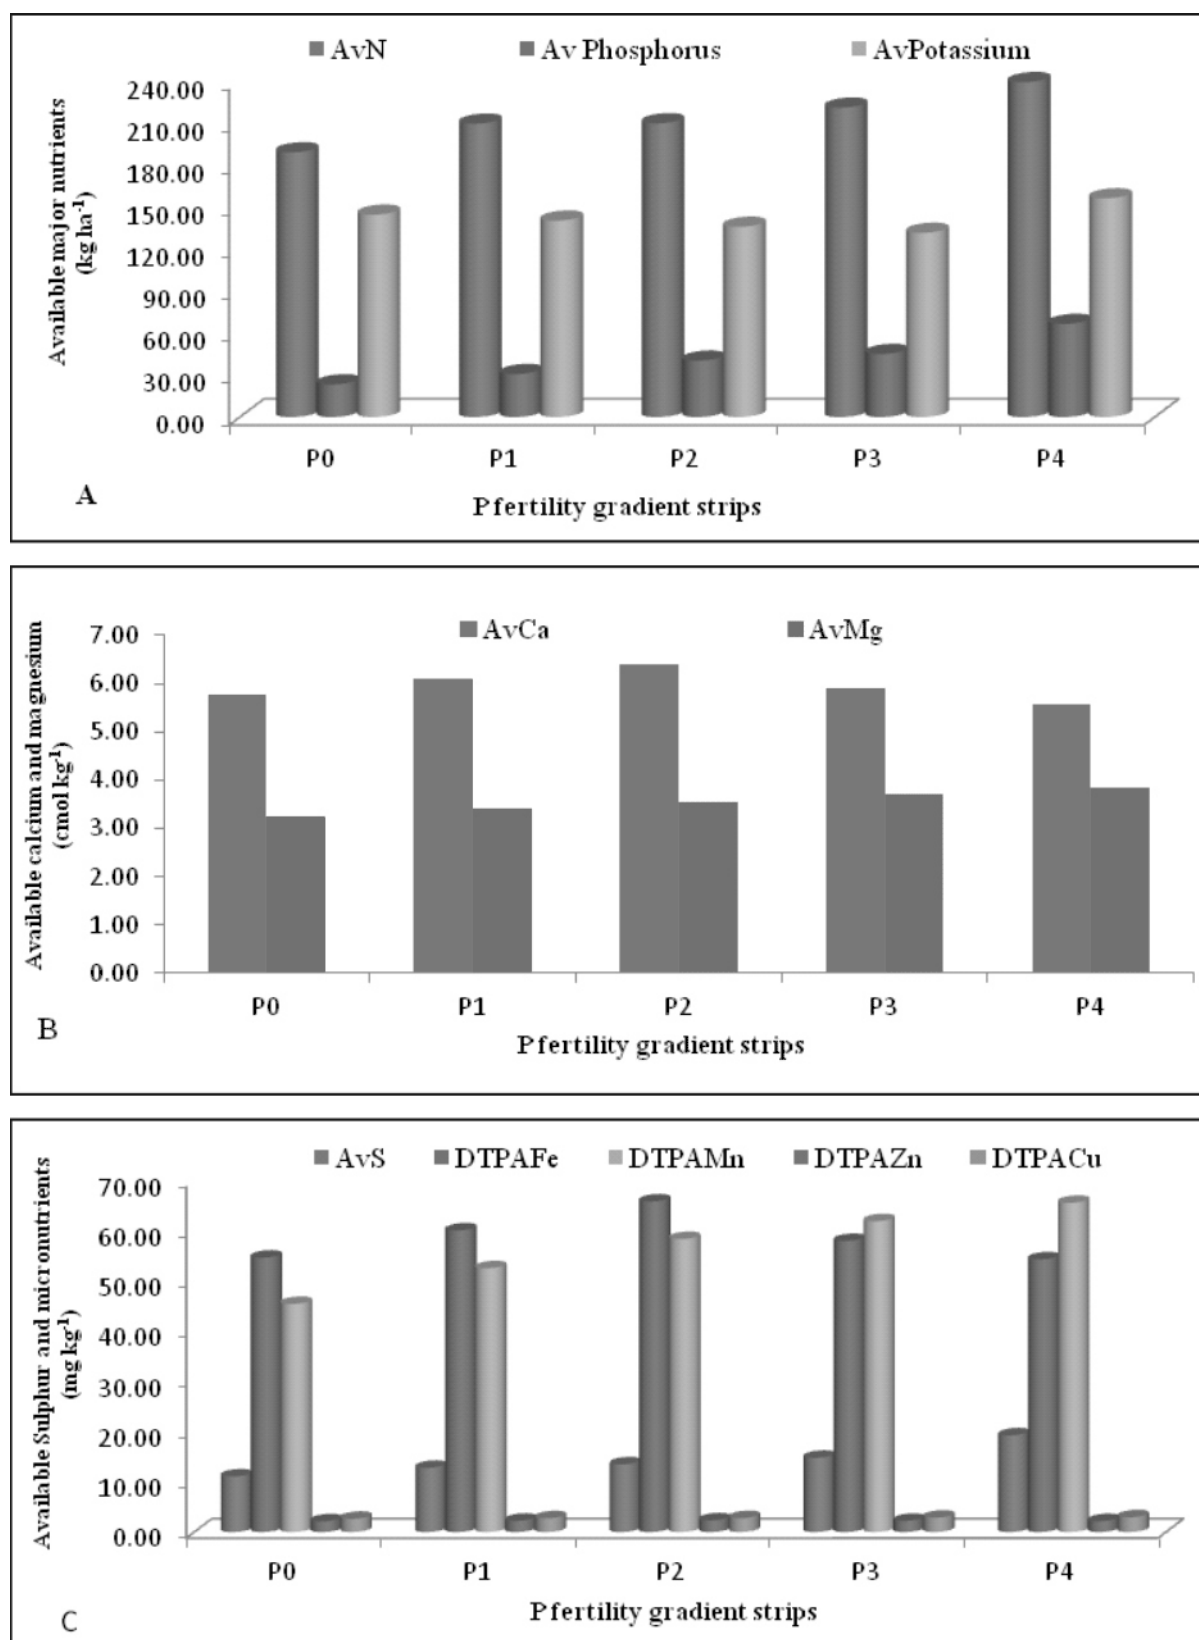 AvN Av Phosphorus AvPotassium
Available major nutrients
(kg ha⁻¹)
240.00
210.00
180.00
150.00
120.00
90.00
60.00
30.00
0.00
P0 P1 P2 P3 P4
A
P fertility gradient strips
AvCa AvMg
Available calcium and magnesium
(cmol kg⁻¹)
7.00
6.00
5.00
4.00
3.00
2.00
1.00
0.00
P0 P1 P2 P3 P4
B
P fertility gradient strips
AvS DTPAFe DTPAMn DTPAZn DTPACu
Available Sulphur and micronutrients
(mg kg⁻¹)
70.00
60.00
50.00
40.00
30.00
20.00
10.00
0.00
P0 P1 P2 P3 P4
C
P fertility gradient strips